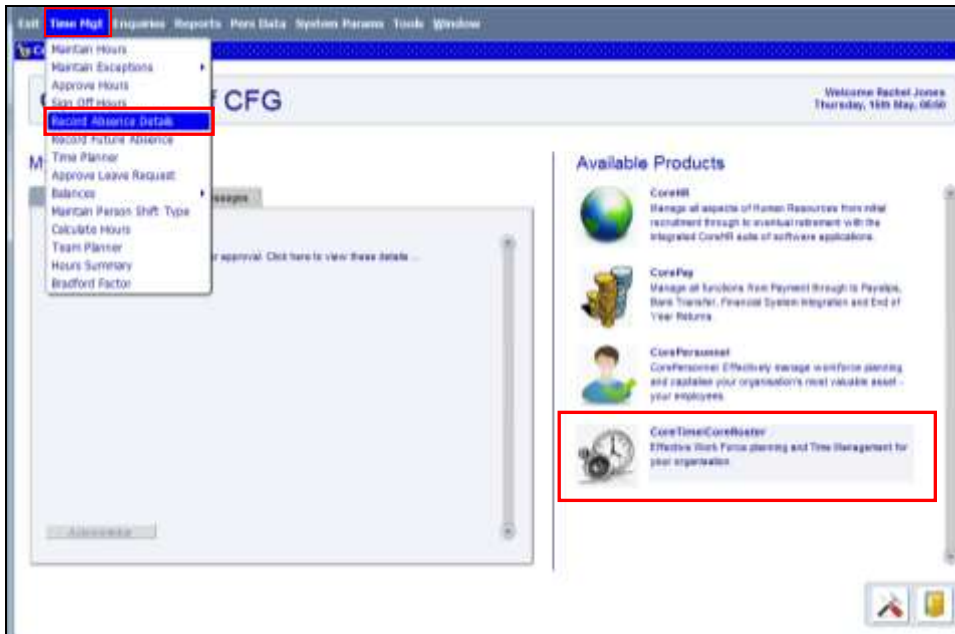 Exit Time Mgt Enquiries Reports Pers Data System Params Tools Window
Maintain Hours
Maintain Exceptions
Approve Hours
Sign Off Hours
Record Absence Details
Record Future Absence
Time Planner
Approve Leave Request
Balances
Maintain Person Shift Type
Calculate Hours
Team Planner
Hours Summary
Bradford Factor
CFG
Welcome Rachel Jones
Thursday, 16th May,
M
approval. Click here to view these details ...
Available Products
CoreHR
Manage all aspects of Human Resources from initial
recruitment through to eventual retirement with the
integrated CoreHR suite of software applications.
CorePay
Manage all functions from Payment through to Payslips,
Bank Transfer, Financial System Integration and End of
Year Returns.
CorePersonnel
CorePersonnel Effectively manage workforce planning
and capitalise your organisation's most valuable asset -
your employees.
CoreTime/CoreRoster
Effective Work Force planning and Time Management for
your organisation